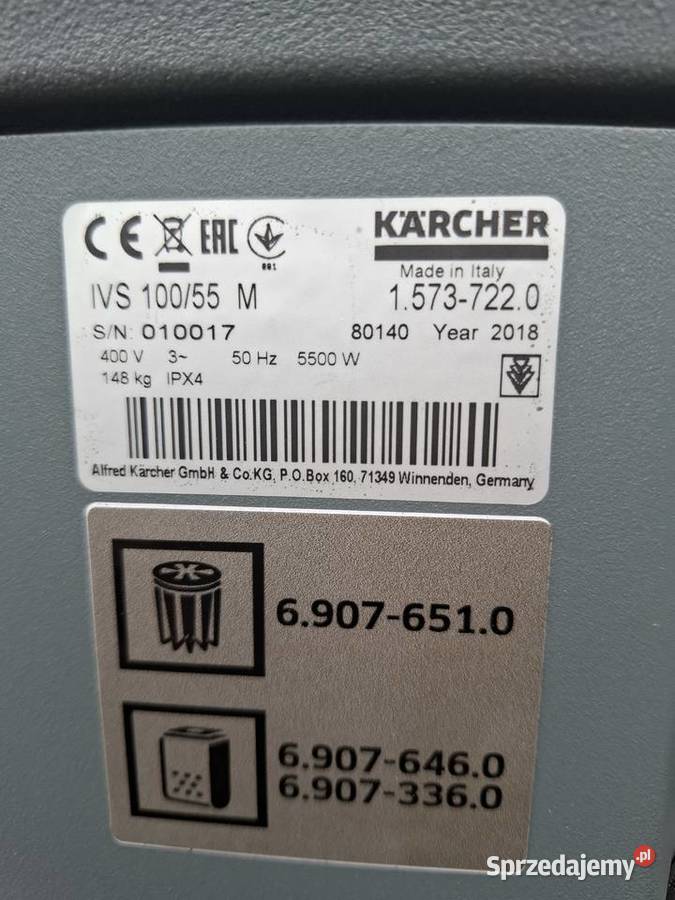 CE EAC
001
KÄRCHER
Made in Italy
IVS 100/55 M 1.573-722.0
S/N: 010017 80140 Year 2018
400 V 3~ 50 Hz 5500 W
148 kg IPX4
Alfred Kärcher GmbH & Co.KG, P.O.Box 160, 71349 Winnenden, Germany
6.907-651.0
6.907-646.0
6.907-336.0
Sprzedajemy.pl